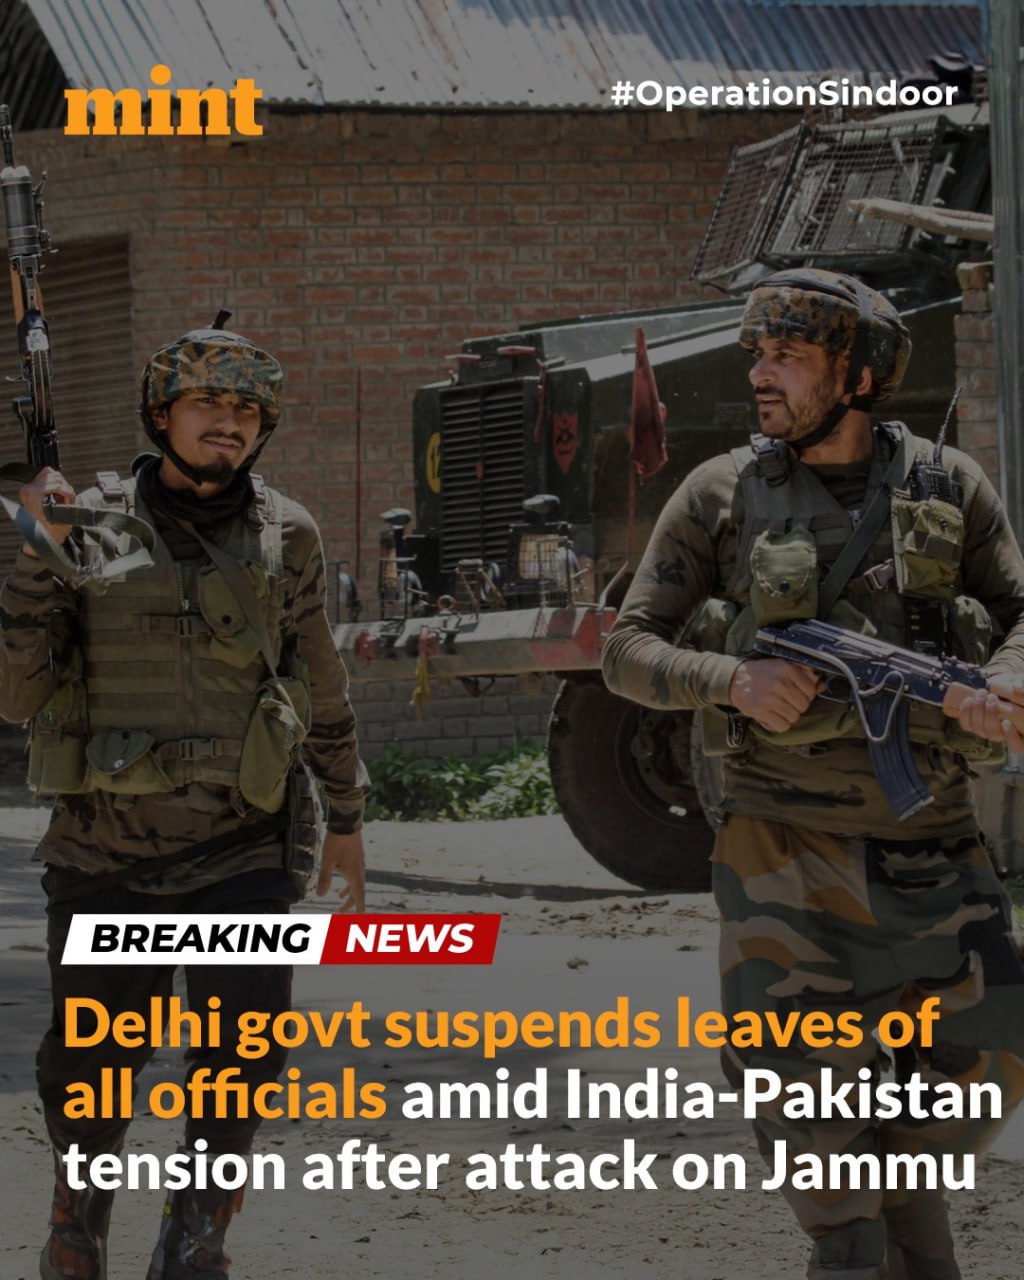 mint
#OperationSindoor
BREAKING NEWS
Delhi govt suspends leaves of
all officials amid India-Pakistan
tension after attack on Jammu